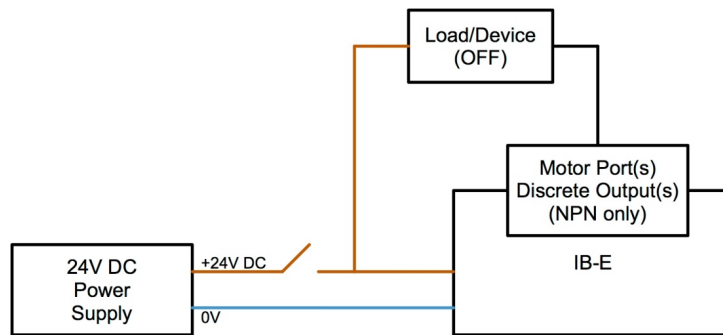 Load/Device
(OFF)
Motor Port(s)
Discrete Output(s)
(NPN only)
IB-E
24V DC
Power
Supply
+24V DC
0V